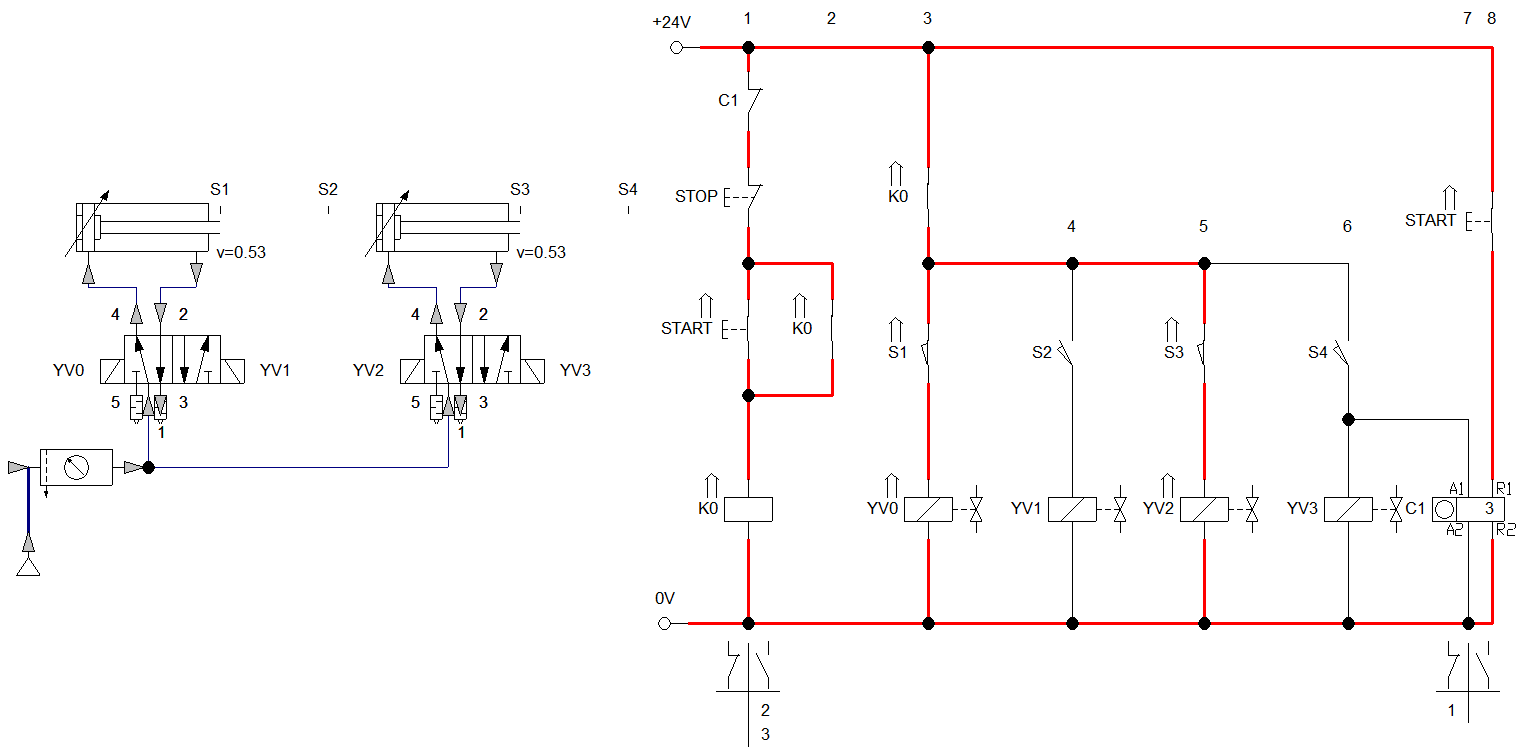 +24V 1 2 3 7 8
C1
S1 S2 S3 S4
STOP K0
START
4 5 6
v=0.53 v=0.53
4 2 4 2
START K0
S1 S2 S3 S4
YV0 YV1 YV2 YV3
5 3 5 3
1 1
A1 R1
K0 YV0 YV1 YV2 YV3 C1 3
A2 R2
0V
2 1
3